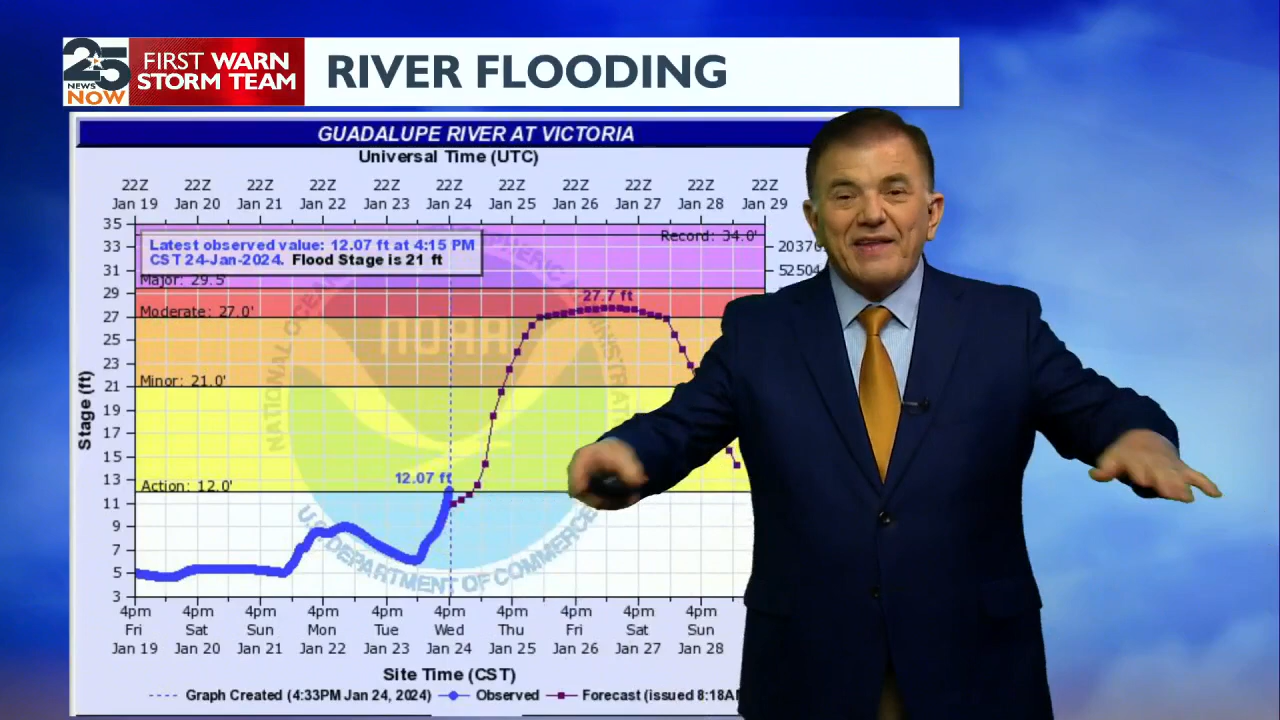 25
NEWS
NOW
FIRST WARN
STORM TEAM
RIVER FLOODING
GUADALUPE RIVER AT VICTORIA
Universal Time (UTC)
22Z 22Z 22Z 22Z 22Z 22Z 22Z 22Z 22Z 22Z 22Z
Jan 19 Jan 20 Jan 21 Jan 22 Jan 23 Jan 24 Jan 25 Jan 26 Jan 27 Jan 28 Jan 29
35
Record: 34.0'
Latest observed value: 12.07 ft at 4:15 PM
CST 24-Jan-2024. Flood Stage is 21 ft
33
31
52504
Major: 29.5'
29
27.7 ft
Moderate: 27.0'
27
25
23
Minor: 21.0'
21
19
17
15
13
12.07 ft
Action: 12.0'
11
9
7
5
3
Stage (ft)
NOAA
DEPARTMENT OF COMMERCE
4pm 4pm 4pm 4pm 4pm 4pm 4pm 4pm 4pm 4pm
Fri Sat Sun Mon Tue Wed Thu Fri Sat Sun
Jan 19 Jan 20 Jan 21 Jan 22 Jan 23 Jan 24 Jan 25 Jan 26 Jan 27 Jan 28
Site Time (CST)
Graph Created (4:33PM Jan 24, 2024) Observed Forecast (issued 8:18A